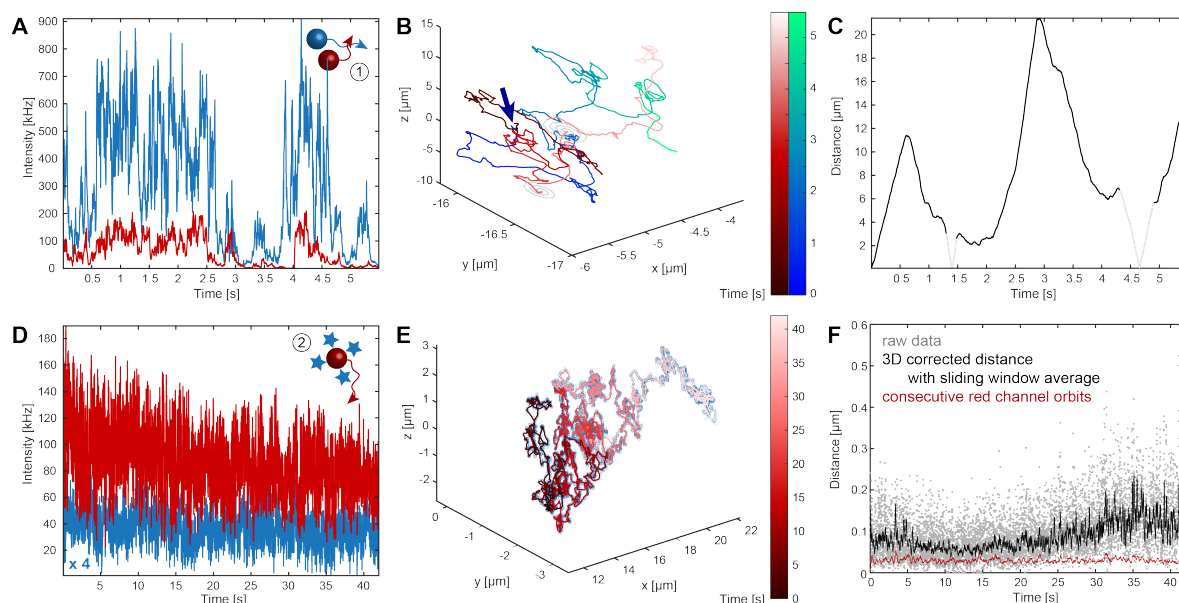 A
Intensity [kHz]
900
800
700
600
500
400
300
200
100
0
0.5 1 1.5 2 2.5 3 3.5 4 4.5 5
Time [s]
1
B
z [µm]
15
10
5
0
-5
-10
-16
-16.5
-17
y [µm]
-6
-5.5
-5
-4.5
-4
x [µm]
5
4
3
2
1
0
Time [s]
C
Distance [µm]
20
18
16
14
12
10
8
6
4
2
0.5 1 1.5 2 2.5 3 3.5 4 4.5 5
Time [s]
D
Intensity [kHz]
180
160
140
120
100
80
60
40
20
x 4
5 10 15 20 25 30 35 40
Time [s]
2
E
z [µm]
3
2
1
0
-1
-2
0
-1
-2
-3
y [µm]
12
14
16
18
20
22
x [µm]
40
35
30
25
20
15
10
5
0
Time [s]
F
Distance [µm]
0.6
0.5
0.4
0.3
0.2
0.1
0
raw data
3D corrected distance
with sliding window average
consecutive red channel orbits
0 5 10 15 20 25 30 35 40
Time [s]